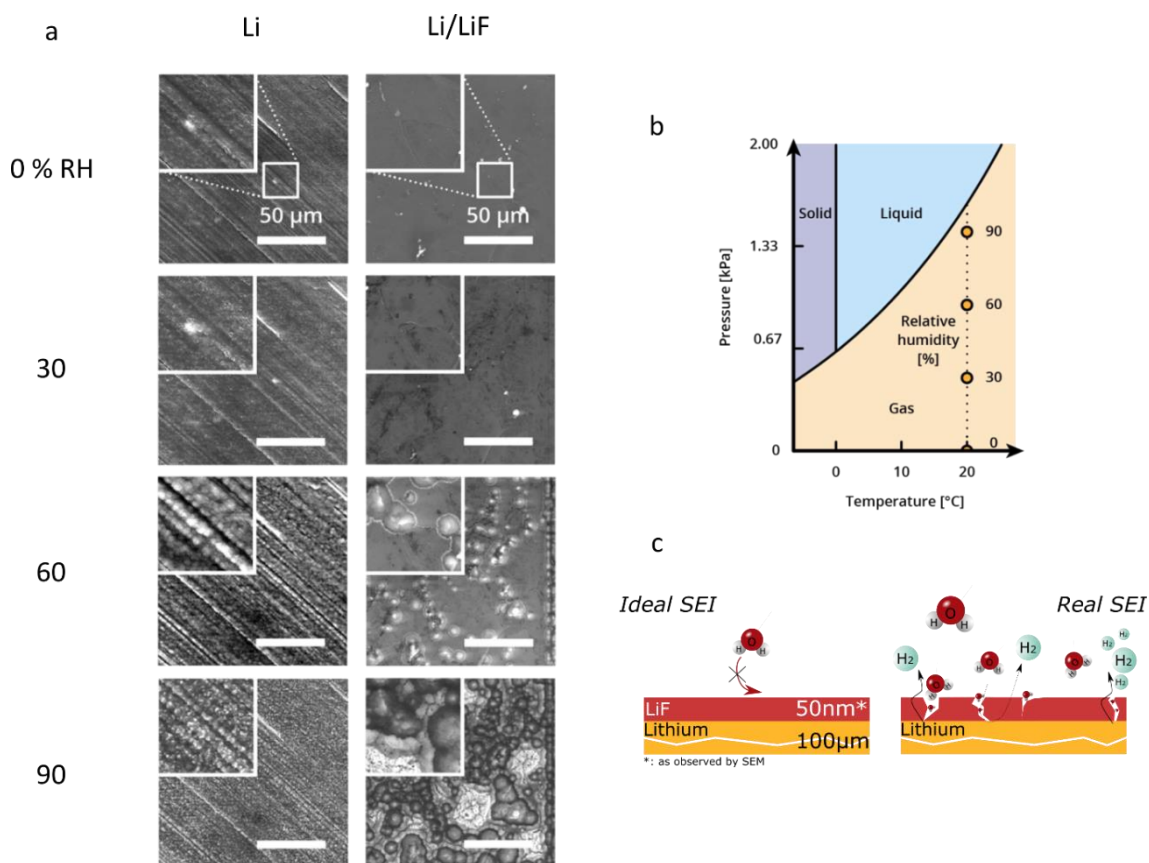 a
Li
Li/LiF
0 % RH
50 µm
50 µm
30
60
90
b
2.00
1.33
0.67
0
Pressure [kPa]
Solid
Liquid
Gas
Relative
humidity
[%]
90
60
30
0
0
10
20
Temperature [°C]
c
Ideal SEI
Real SEI
O
H
H
LiF
50nm*
Lithium
100µm
*: as observed by SEM
O
H
H
H2
H2
H2
H2
H2
O
O
Lithium